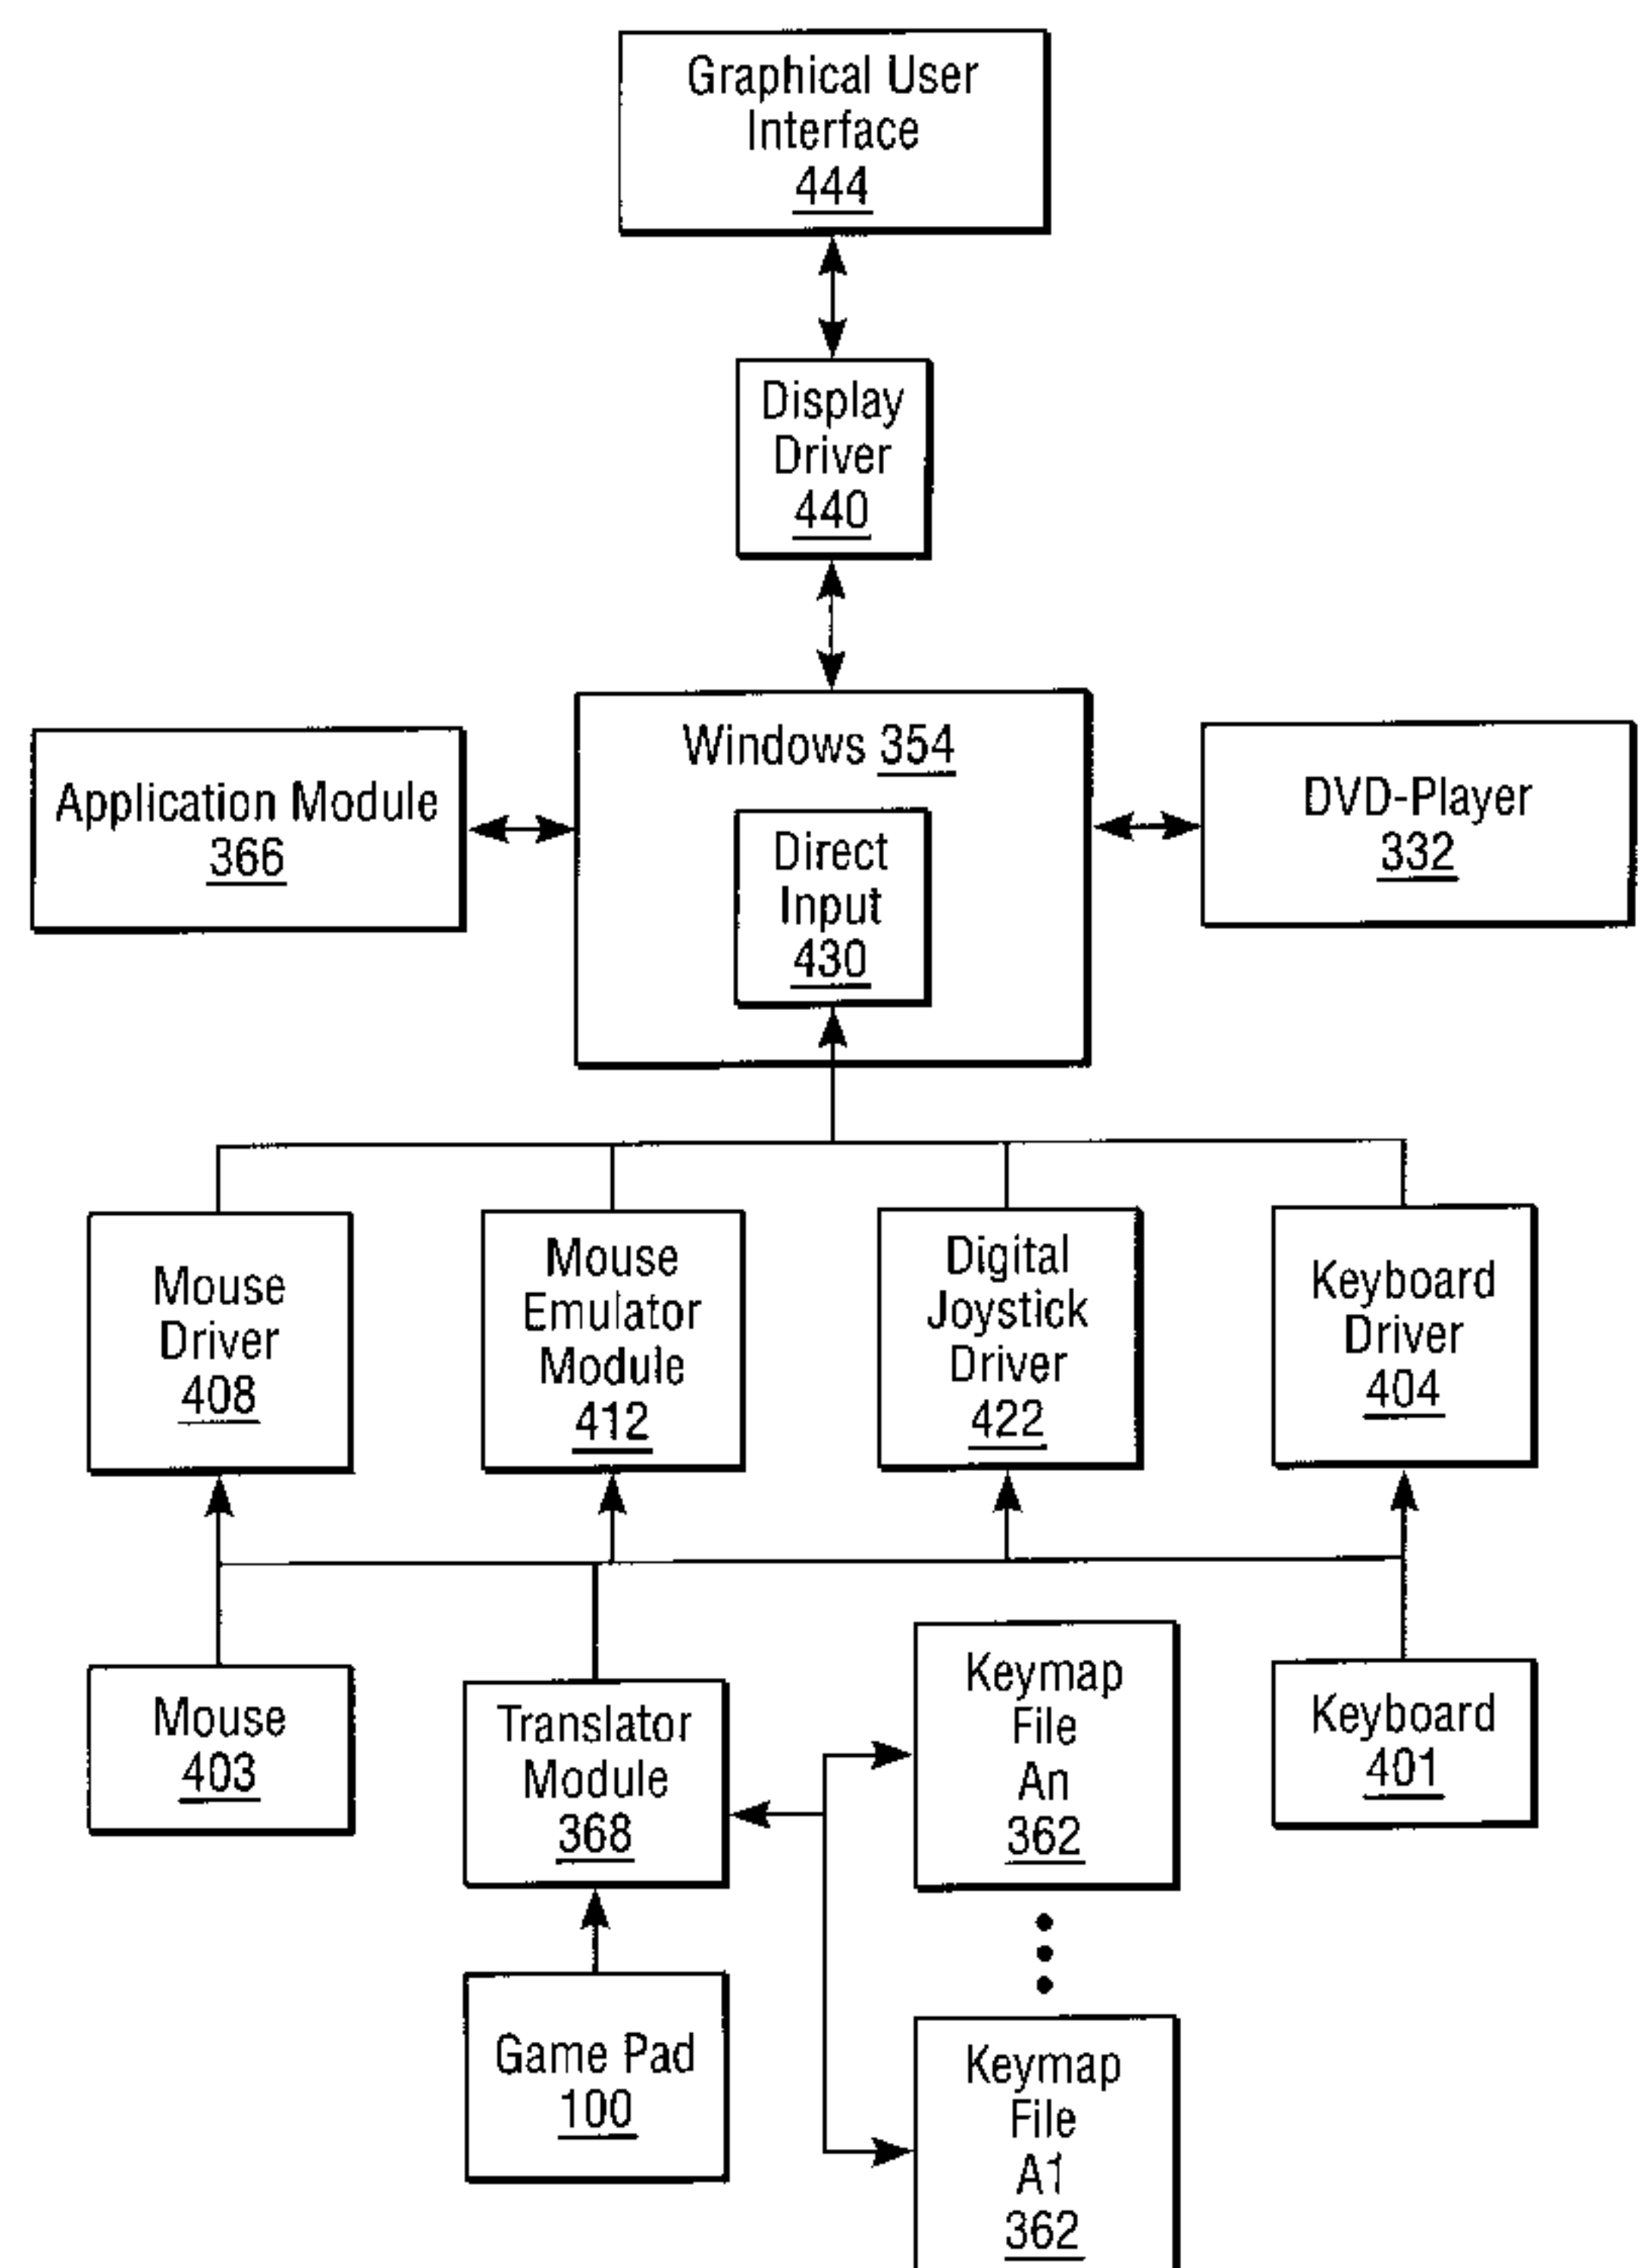 Graphical User
Interface
444
Display
Driver
440
Windows 354
Application Module
366
Direct
Input
430
DVD-Player
332
Mouse
Driver
408
Mouse
Emulator
Module
412
Digital
Joystick
Driver
422
Keyboard
Driver
404
Mouse
403
Translator
Module
368
Keymap
File
An
362
Keyboard
401
Game Pad
100
Keymap
File
A1
362